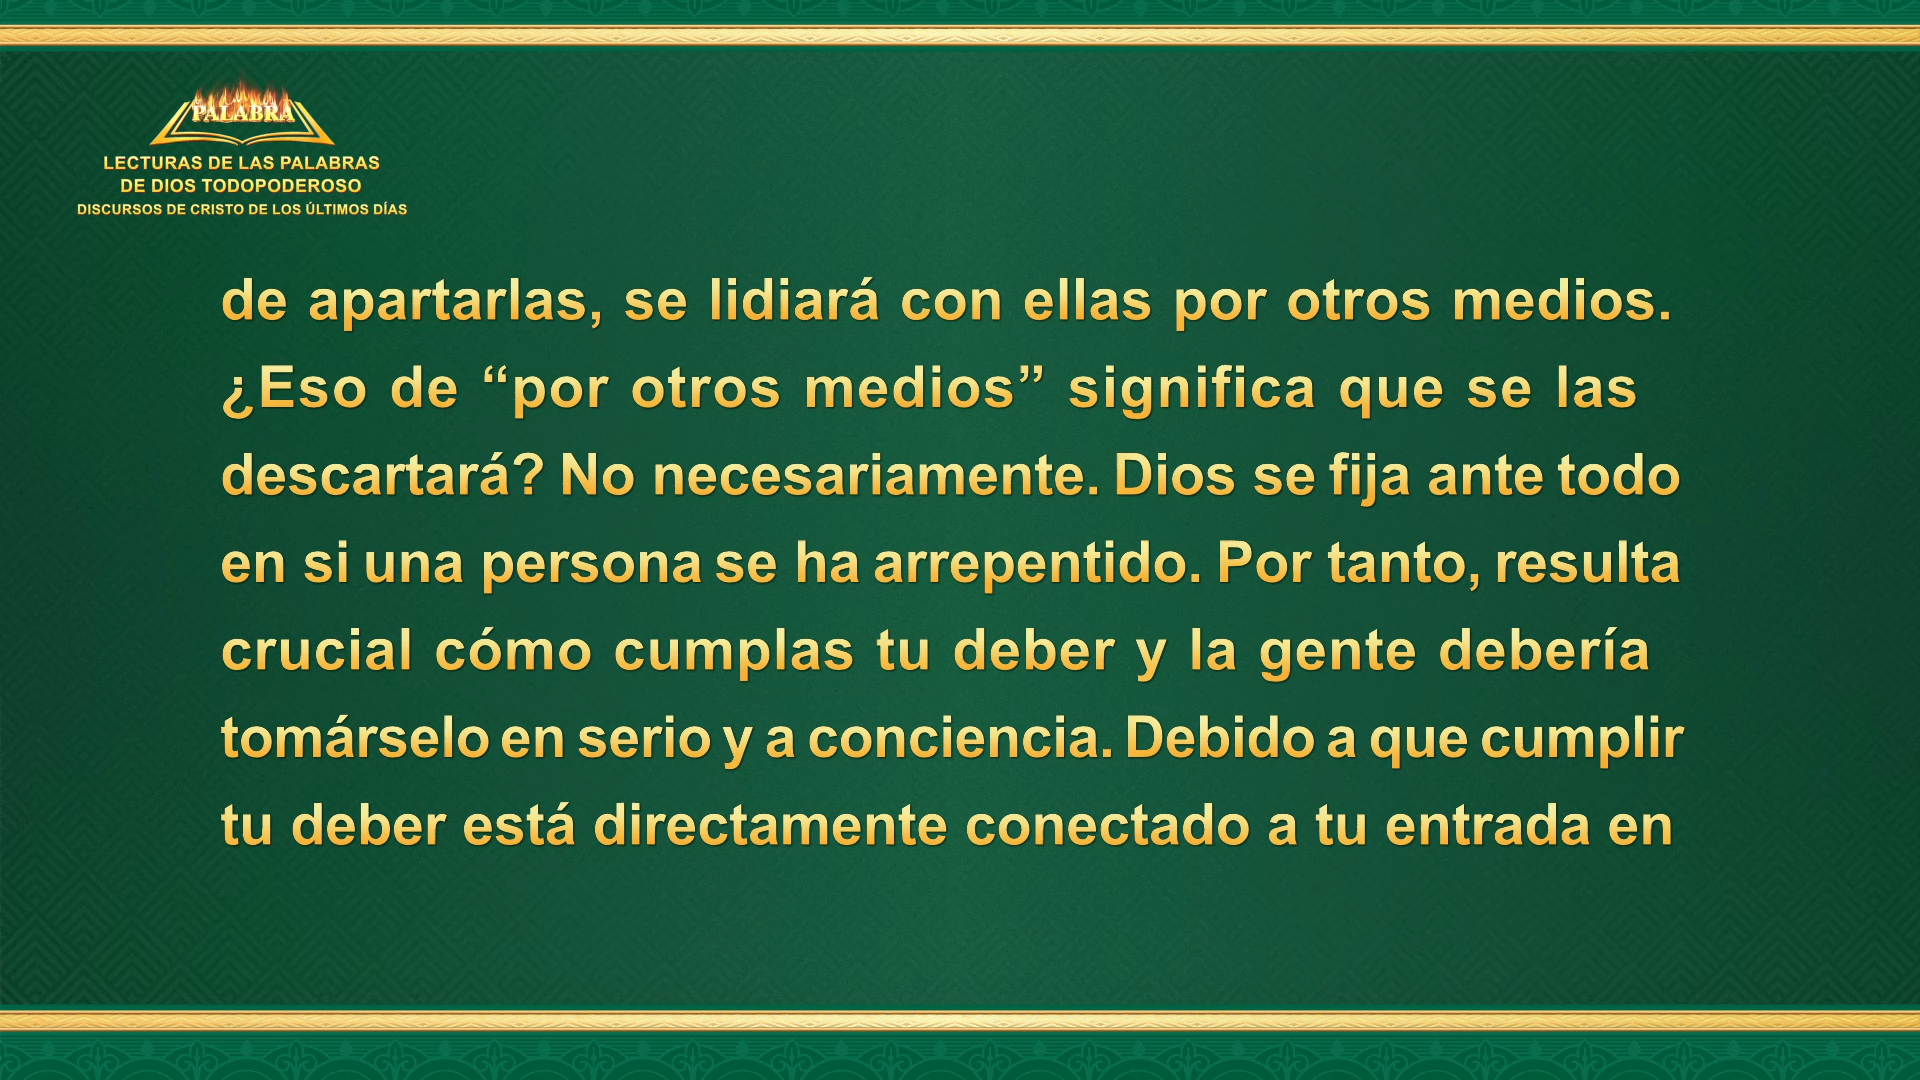 PALABRA
LECTURAS DE LAS PALABRAS
DE DIOS TODOPODEROSO
DISCURSOS DE CRISTO DE LOS ÚLTIMOS DÍAS
de apartarlas, se lidiará con ellas por otros medios.
¿Eso de “por otros medios” significa que se las
descartará? No necesariamente. Dios se fija ante todo
en si una persona se ha arrepentido. Por tanto, resulta
crucial cómo cumplas tu deber y la gente debería
tomárselo en serio y a conciencia. Debido a que cumplir
tu deber está directamente conectado a tu entrada en